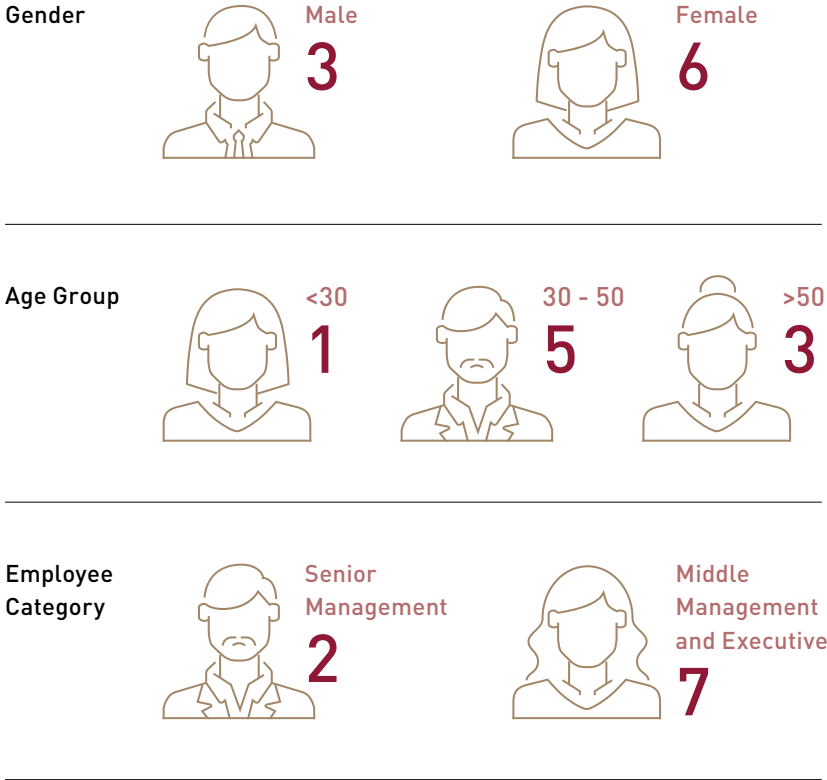 Gender
Male
3
Female
6
Age Group
<30
1
30 - 50
5
>50
3
Employee
Category
Senior
Management
2
Middle
Management
and Executive
7